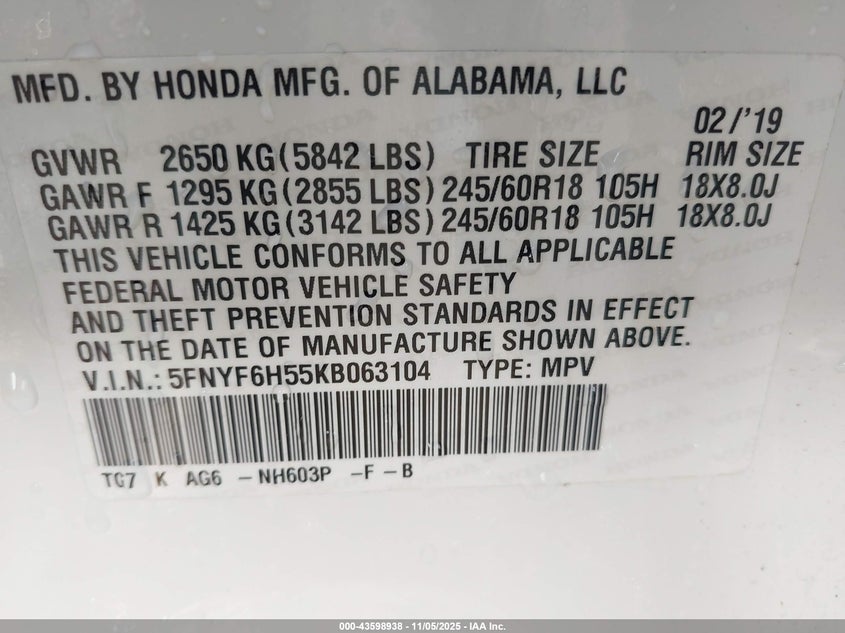 MFD. BY HONDA MFG. OF ALABAMA, LLC
02/'19
GVWR 2650 KG (5842 LBS) TIRE SIZE RIM SIZE
GAWR F 1295 KG (2855 LBS) 245/60R18 105H 18X8.0J
GAWR R 1425 KG (3142 LBS) 245/60R18 105H 18X8.0J
THIS VEHICLE CONFORMS TO ALL APPLICABLE
FEDERAL MOTOR VEHICLE SAFETY
AND THEFT PREVENTION STANDARDS IN EFFECT
ON THE DATE OF MANUFACTURE SHOWN ABOVE.
V.I.N.: 5FNYF6H55KB063104 TYPE: MPV
TG7 K AG6 - NH603P -F - B
000-43598938 - 11/05/2025 - IAA Inc.